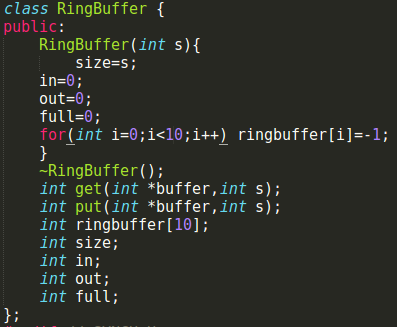 class RingBuffer {
public:
    RingBuffer(int s){
        size=s;
    in=0;
    out=0;
    full=0;
    for(int i=0;i<10;i++) ringbuffer[i]=-1;
    }
    ~RingBuffer();
    int get(int *buffer,int s);
    int put(int *buffer,int s);
    int ringbuffer[10];
    int size;
    int in;
    int out;
    int full;
};